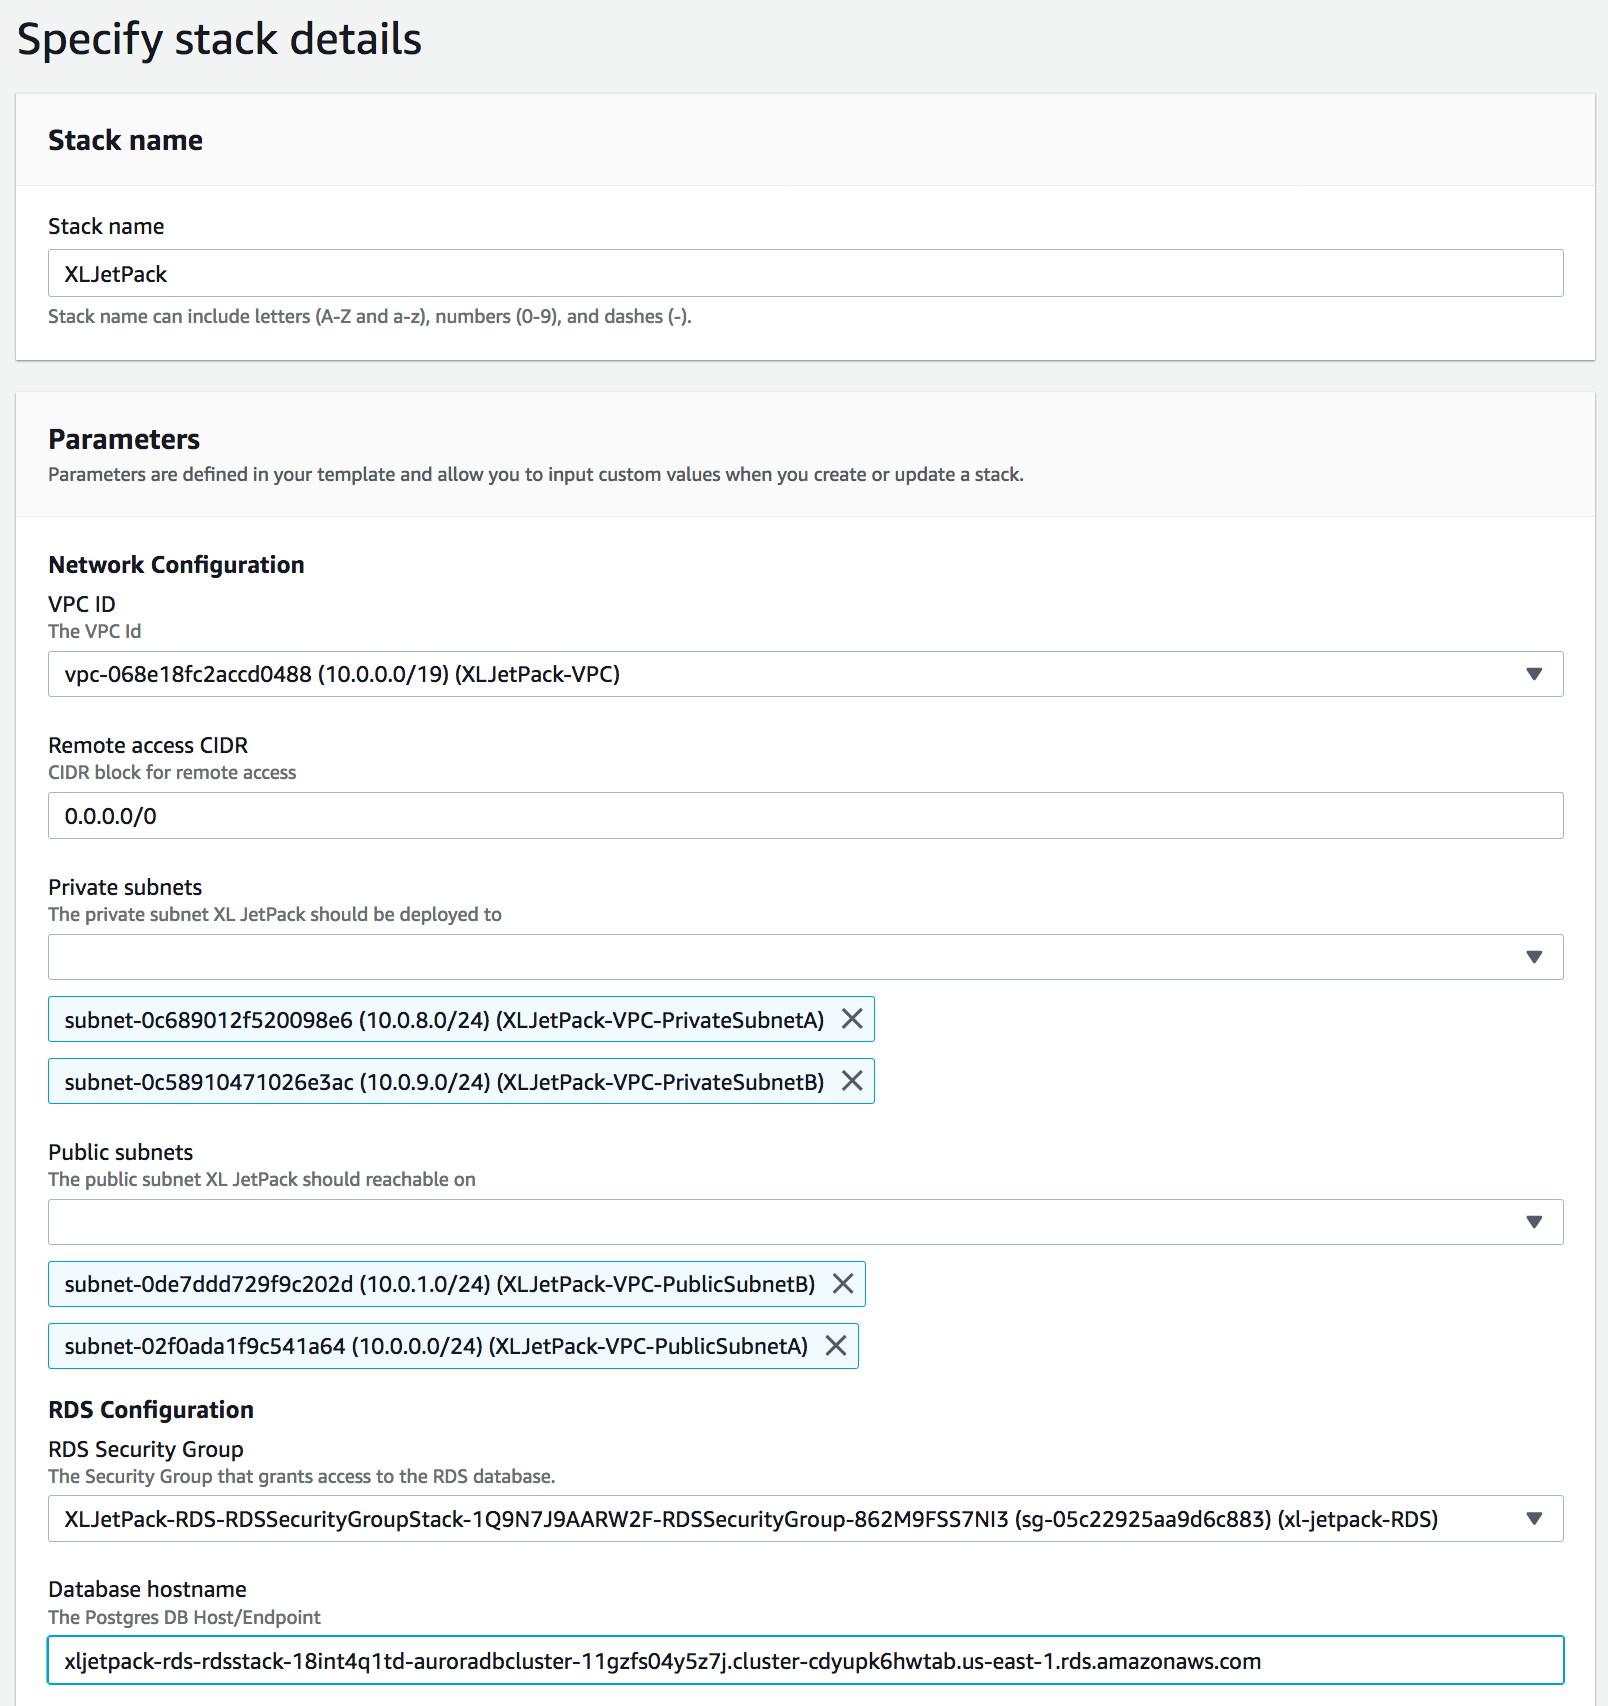 Specify stack details
Stack name
Stack name
XLJetPack
Stack name can include letters (A-Z and a-z), numbers (0-9), and dashes (-).
Parameters
Parameters are defined in your template and allow you to input custom values when you create or update a stack.
Network Configuration
VPC ID
The VPC Id
vpc-068e18fc2accd0488 (10.0.0.0/19) (XLJetPack-VPC)
Remote access CIDR
CIDR block for remote access
0.0.0.0/0
Private subnets
The private subnet XL JetPack should be deployed to
subnet-0c689012f520098e6 (10.0.8.0/24) (XLJetPack-VPC-PrivateSubnetA)
subnet-0c58910471026e3ac (10.0.9.0/24) (XLJetPack-VPC-PrivateSubnetB)
Public subnets
The public subnet XL JetPack should reachable on
subnet-0de7ddd729f9c202d (10.0.1.0/24) (XLJetPack-VPC-PublicSubnetB)
subnet-02f0ada1f9c541a64 (10.0.0.0/24) (XLJetPack-VPC-PublicSubnetA)
RDS Configuration
RDS Security Group
The Security Group that grants access to the RDS database.
XLJetPack-RDS-RDSSecurityGroupStack-1Q9N7J9AARW2F-RDSSecurityGroup-862M9FSS7NI3 (sg-05c22925aa9d6c883) (xl-jetpack-RDS)
Database hostname
The Postgres DB Host/Endpoint
xljetpack-rds-rdsstack-18int4q1td-auroradbcluster-11gzfs04y5z7j.cluster-cdyupk6hwtab.us-east-1.rds.amazonaws.com